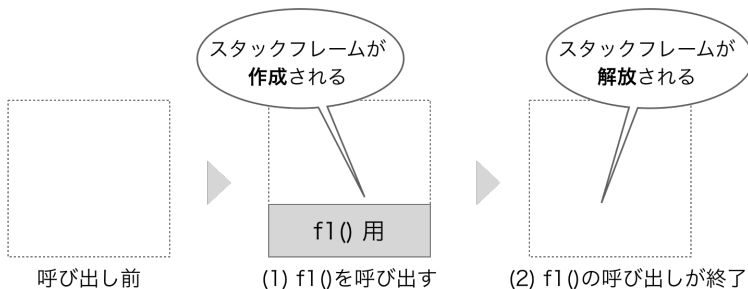 スタックフレームが
作成される
スタックフレームが
解放される
f1() 用
呼び出し前
(1) f1()を呼び出す
(2) f1()の呼び出しが終了